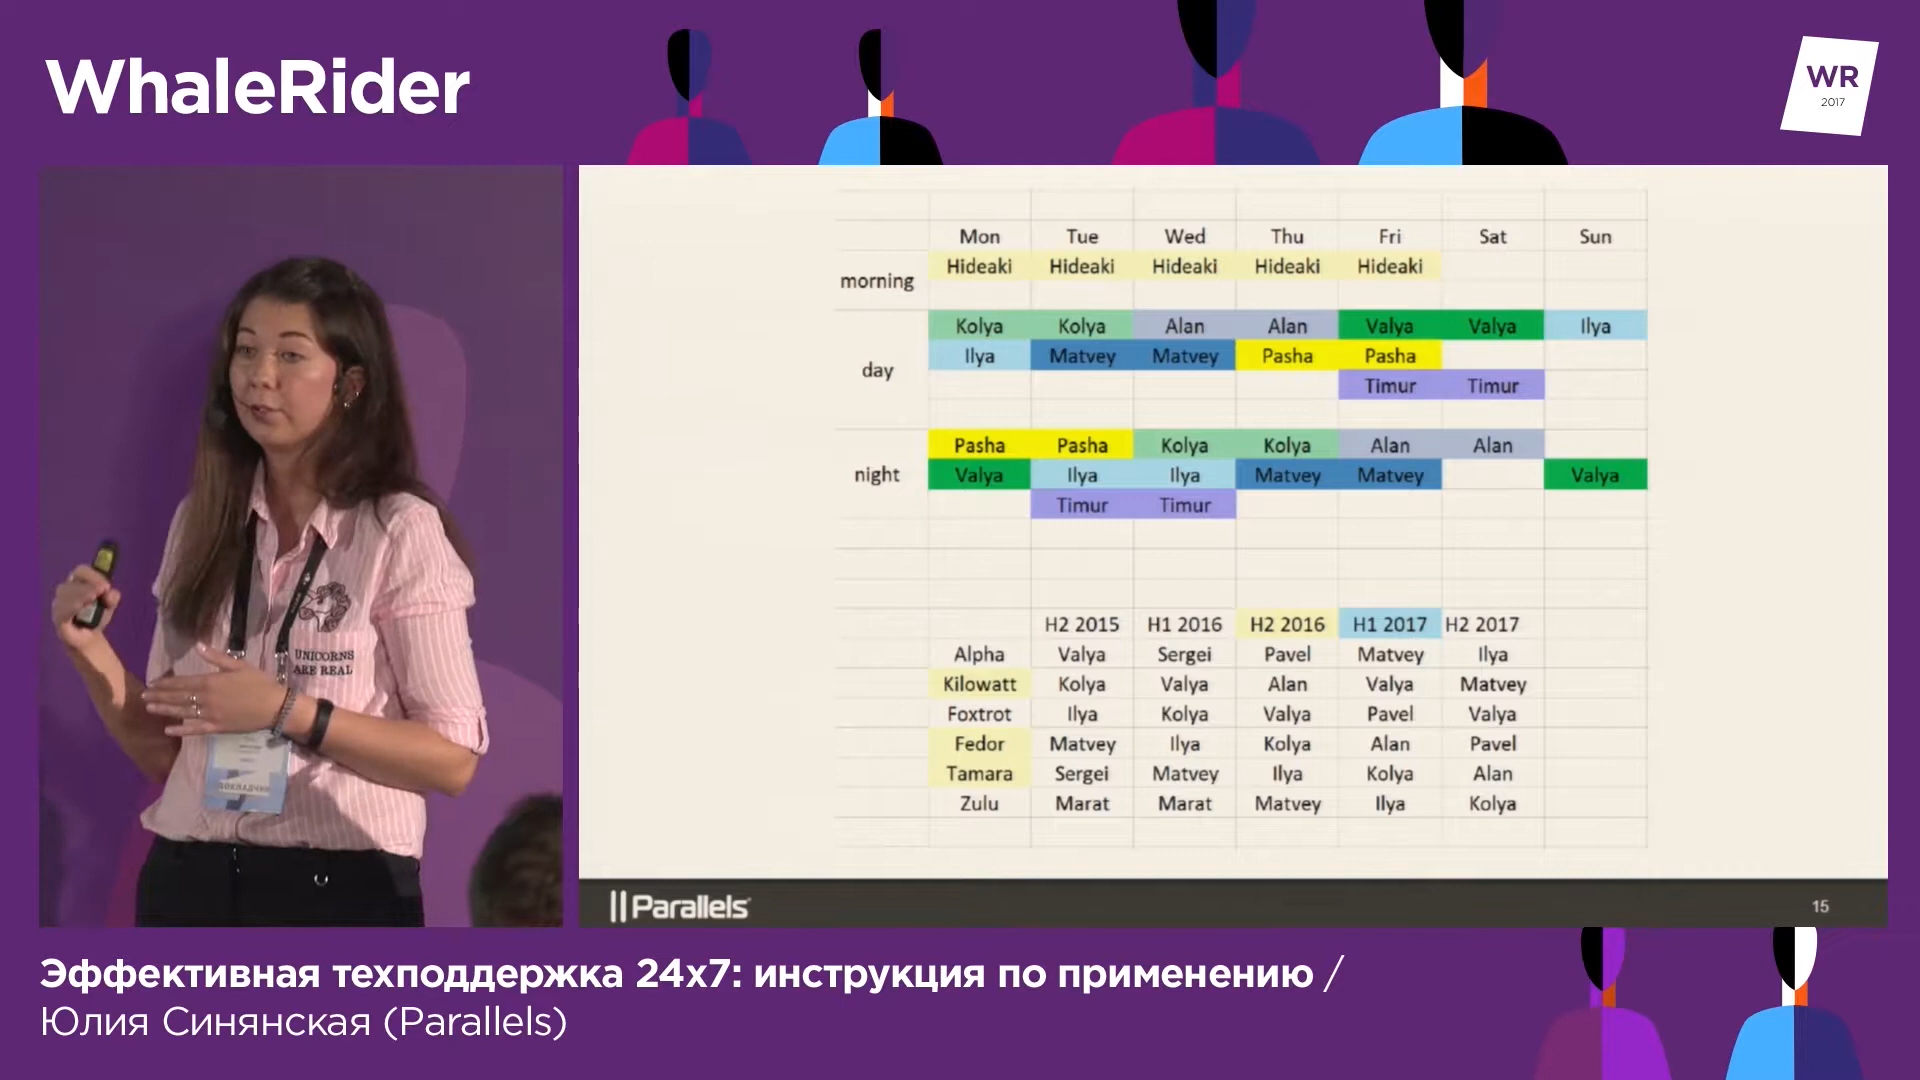 WhaleRider
WR
2017
Mon Tue Wed Thu Fri Sat Sun
morning Hideaki Hideaki Hideaki Hideaki Hideaki
day Kolya Kolya Alan Alan Valya Valya Ilya
Ilya Matvey Matvey Pasha Pasha
Timur Timur
night Pasha Pasha Kolya Kolya Alan Alan
Valya Ilya Ilya Matvey Matvey Valya
Timur Timur
H2 2015 H1 2016 H2 2016 H1 2017 H2 2017
Alpha Valya Sergei Pavel Matvey Ilya
Kilowatt Kolya Valya Alan Valya Matvey
Foxtrot Ilya Kolya Valya Pavel Valya
Fedor Matvey Ilya Kolya Alan Pavel
Tamara Sergei Matvey Ilya Kolya Alan
Zulu Marat Marat Matvey Ilya Kolya
Parallels
15
UNICORNS
ARE REAL
ДОКЛАДЧИК
Эффективная техподдержка 24x7: инструкция по применению /
Юлия Синянская (Parallels)